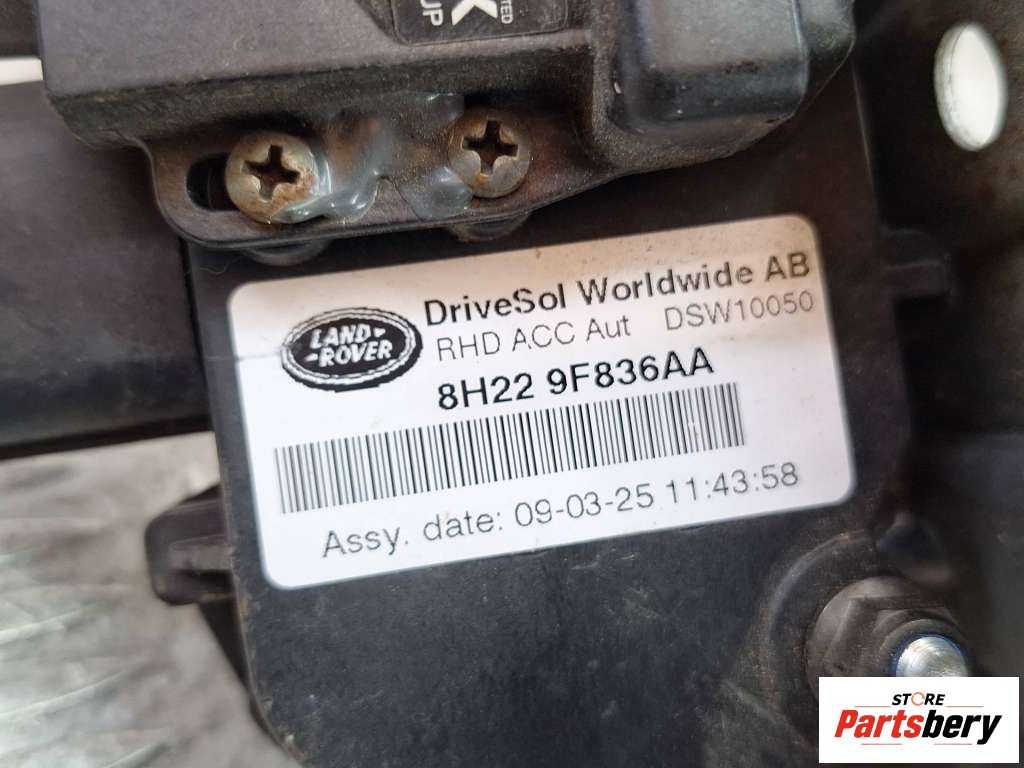 UP
LAND
-ROVER
DriveSol Worldwide AB
RHD ACC Aut DSW10050
8H22 9F836AA
Assy. date: 09-03-25 11:43:58
STORE
Partsbery